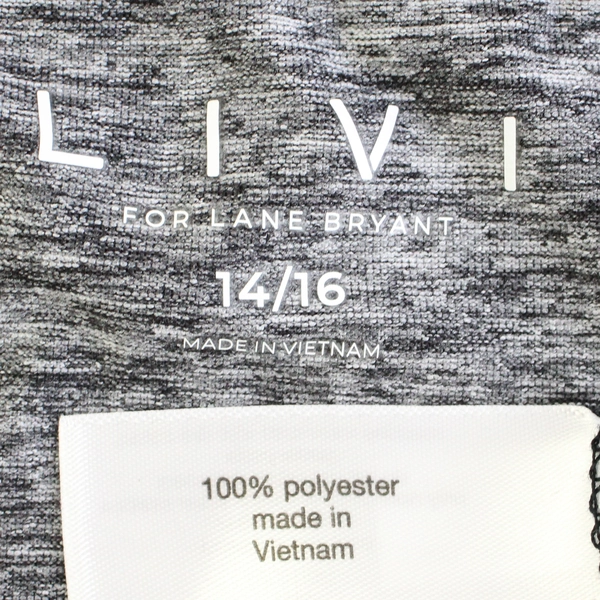 LIVI
FOR LANE BRYANT
14/16
MADE IN VIETNAM
100% polyester
made in
Vietnam